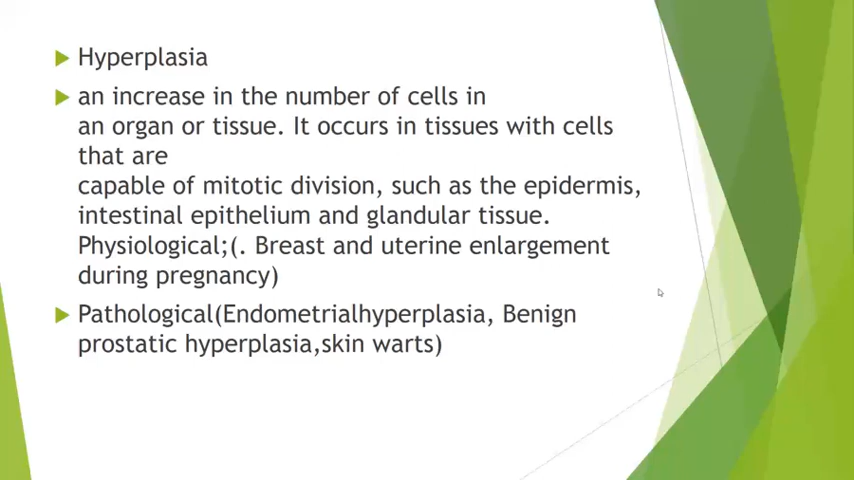 Hyperplasia
an increase in the number of cells in
an organ or tissue. It occurs in tissues with cells
that are
capable of mitotic division, such as the epidermis,
intestinal epithelium and glandular tissue.
Physiological;(. Breast and uterine enlargement
during pregnancy)
Pathological(Endometrialhyperplasia, Benign
prostatic hyperplasia,skin warts)